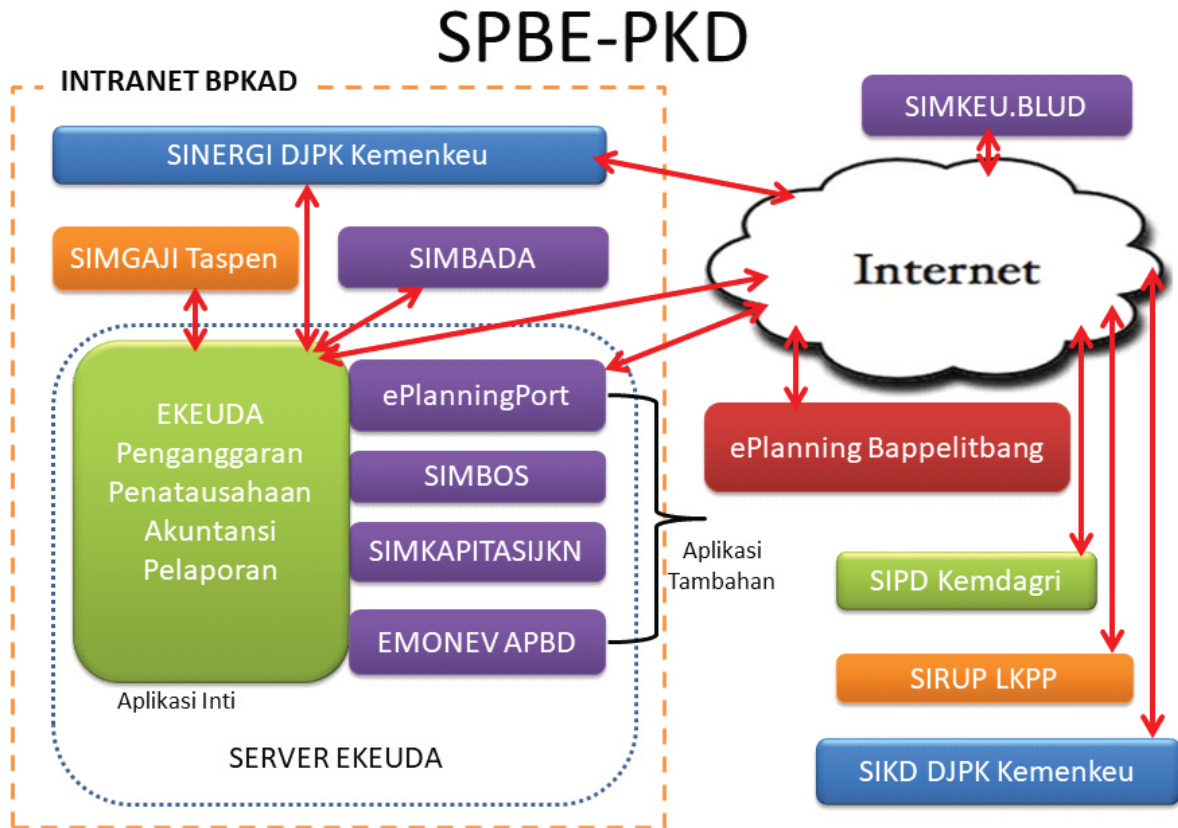 SPBE-PKD
INTRANET BPKAD
SINERGI DJPK Kemenkeu
SIMKEU.BLUD
SIMGAJI Taspen
SIMBADA
Internet
EKEUDA
Penganggaran
Penatausahaan
Akuntansi
Pelaporan
ePlanningPort
SIMBOS
SIMKAPITASIJKN
EMONEV APBD
Aplikasi Inti
SERVER EKEUDA
Aplikasi
Tambahan
ePlanning Bappelitbang
SIPD Kemdagri
SIRUP LKPP
SIKD DJPK Kemenkeu